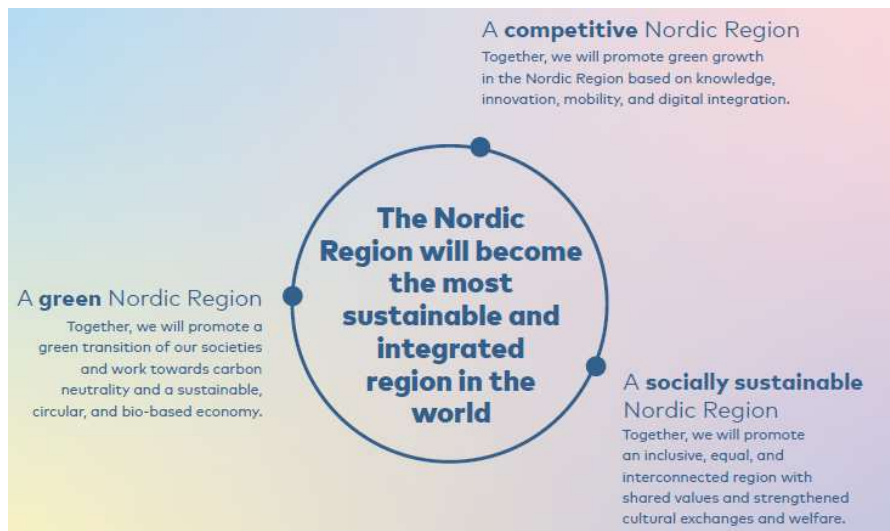 A competitive Nordic Region
Together, we will promote green growth
in the Nordic Region based on knowledge,
innovation, mobility, and digital integration.
The Nordic
Region will become
the most
sustainable and
integrated
region in the
world
A green Nordic Region
Together, we will promote a
green transition of our societies
and work towards carbon
neutrality and a sustainable,
circular, and bio-based economy.
A socially sustainable
Nordic Region
Together, we will promote
an inclusive, equal, and
interconnected region with
shared values and strengthened
cultural exchanges and welfare.